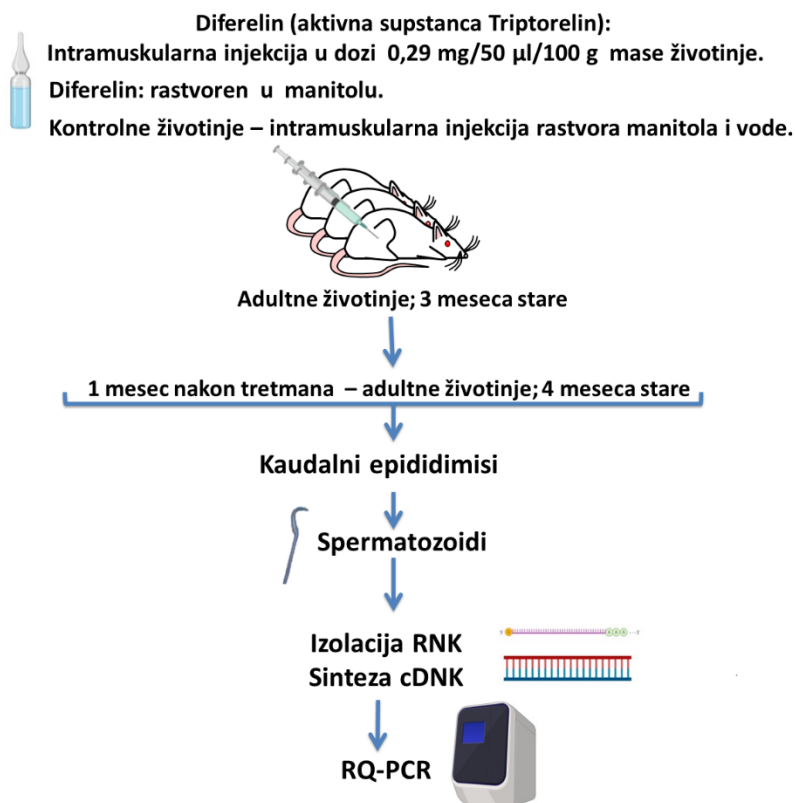 Diferelin (aktivna supstanca Triptorelin):
Intramuskularna injekcija u dozi 0,29 mg/50 µl/100 g mase životinje.
Diferelin: rastvoren u manitolu.
Kontrolne životinje – intramuskularna injekcija rastvora manitola i vode.
Adultne životinje; 3 meseca stare
1 mesec nakon tretmana – adultne životinje; 4 meseca stare
Kaudalni epididimisi
Spermatozoidi
Izolacija RNK
Sinteza cDNK
RQ-PCR